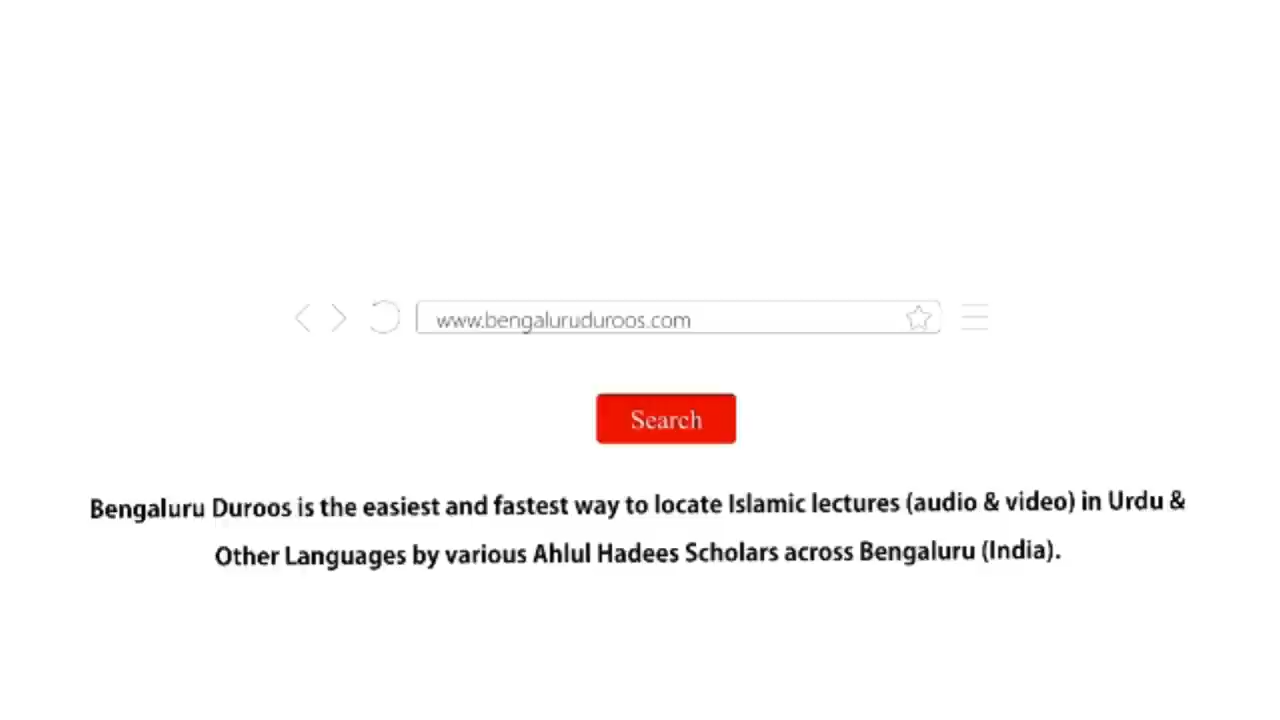 www.bengaluruduroos.com
Search
Bengaluru Duroos is the easiest and fastest way to locate Islamic lectures (audio & video) in Urdu &
Other Languages by various Ahlul Hadees Scholars across Bengaluru (India).